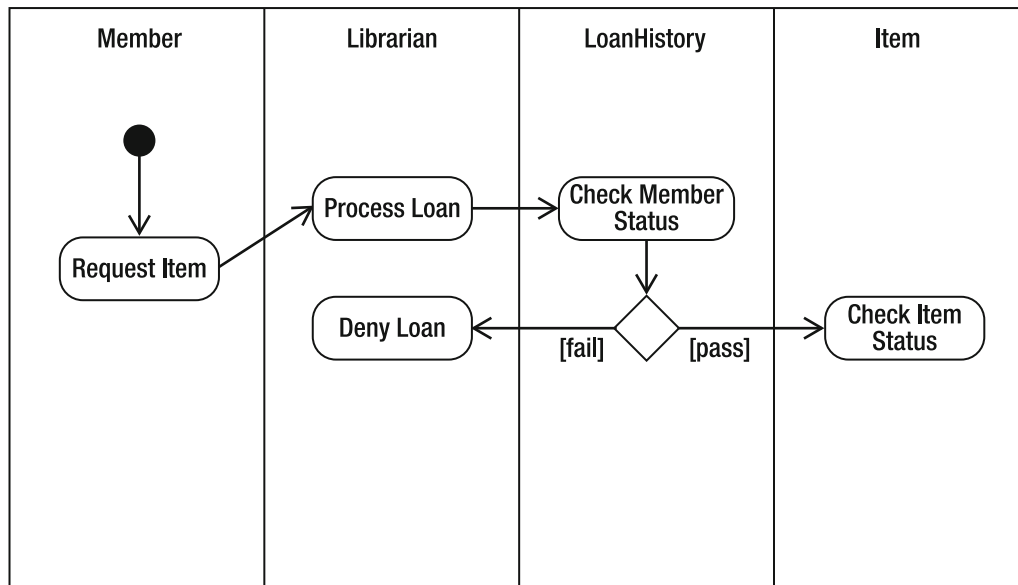 Member
Librarian
LoanHistory
Item
Process Loan
Check Member
Status
Request Item
Deny Loan
[fail]
[pass]
Check Item
Status